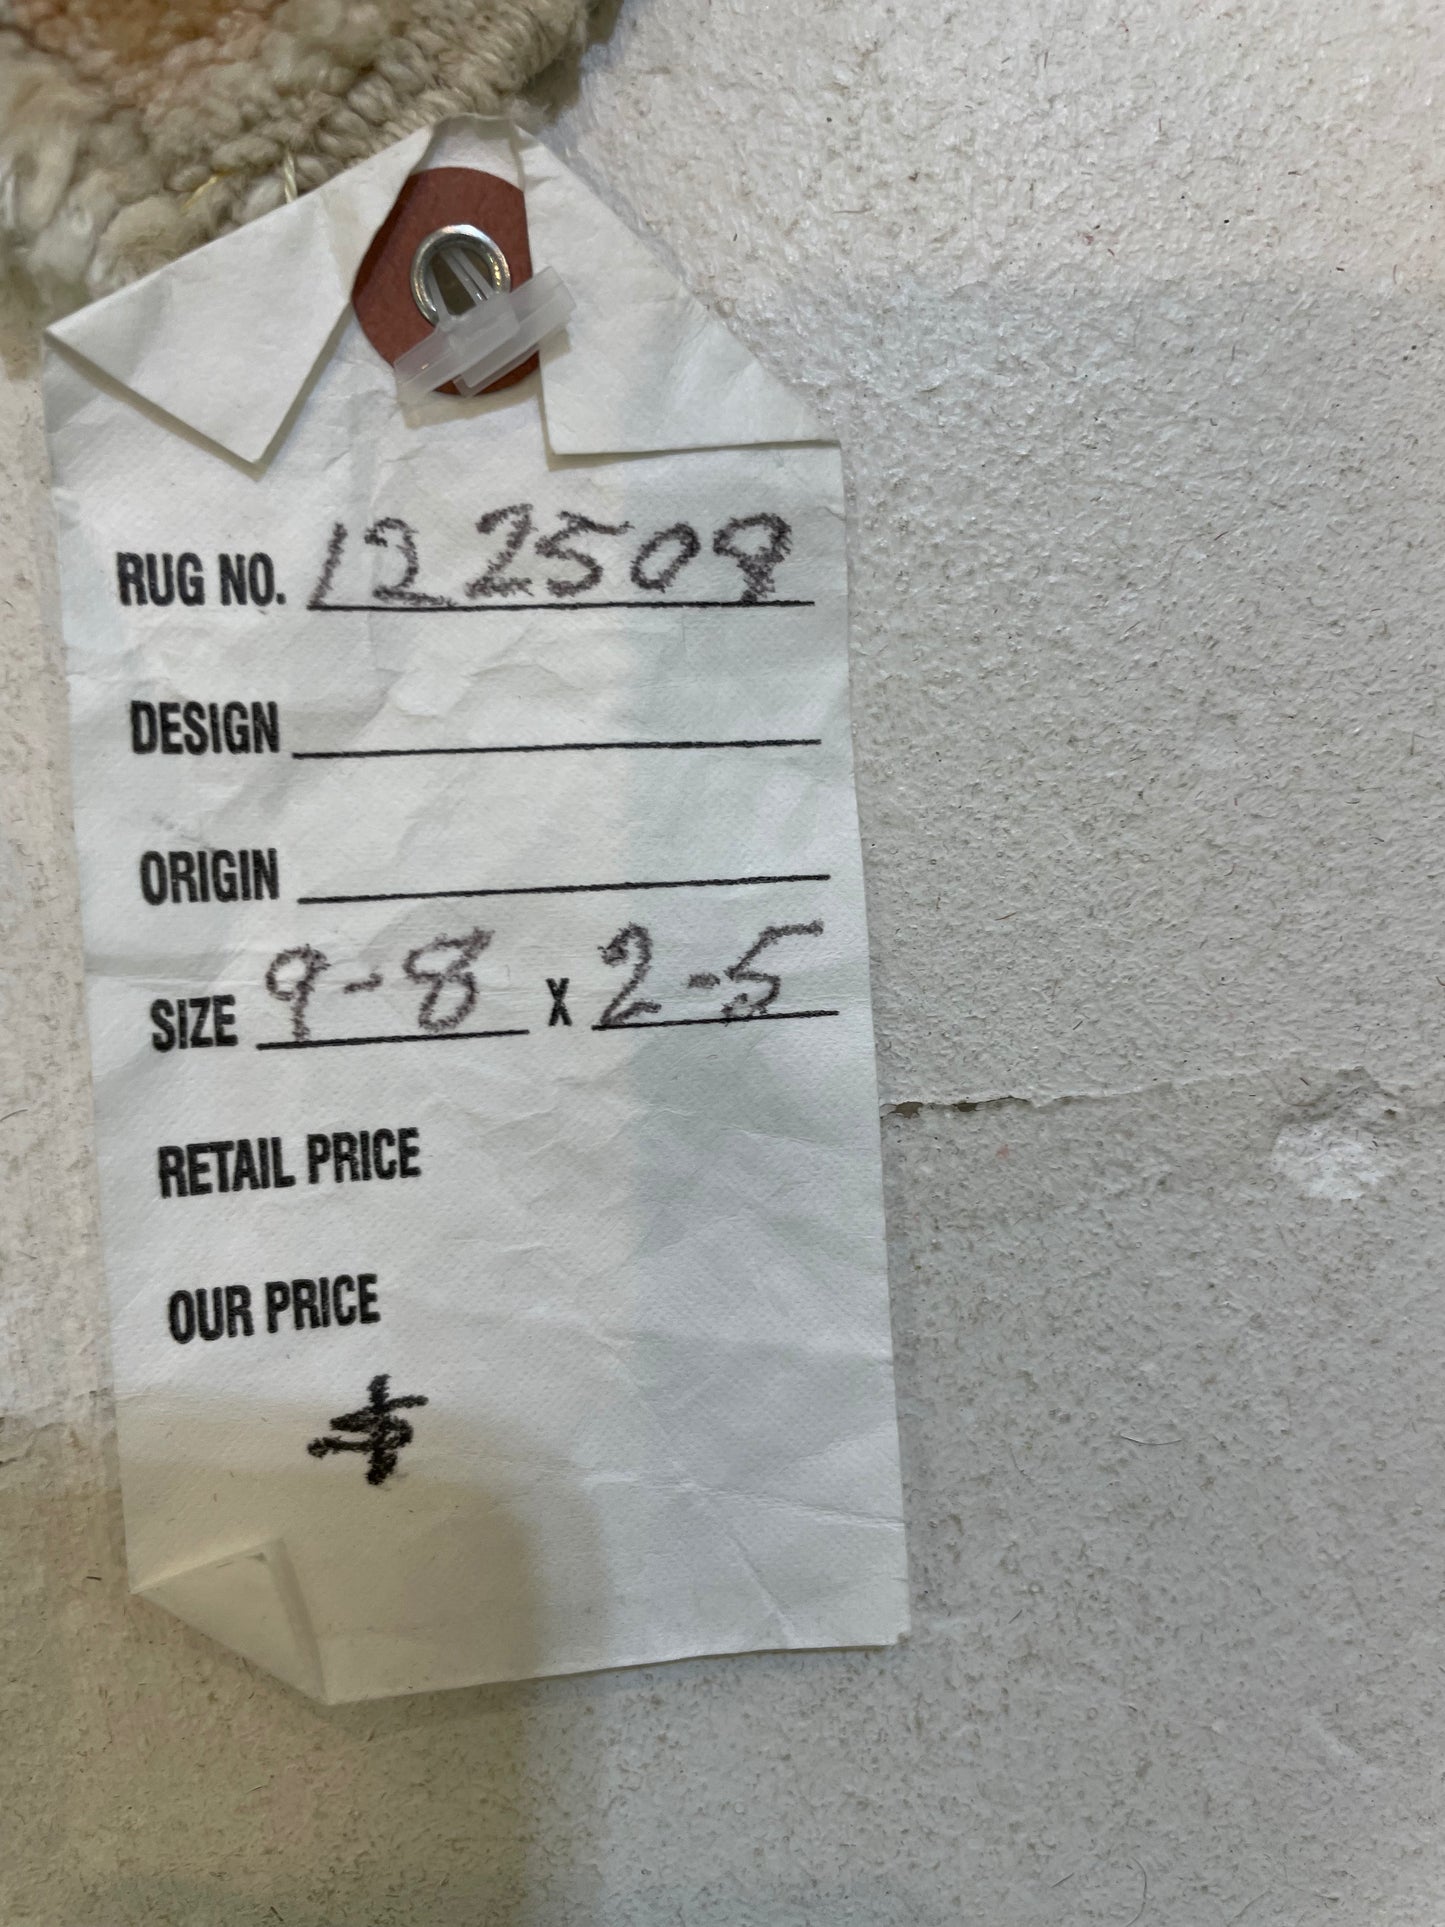 RUG NO. 122509
DESIGN
ORIGIN
SIZE 9-8 X 2-5
RETAIL PRICE
OUR PRICE
$